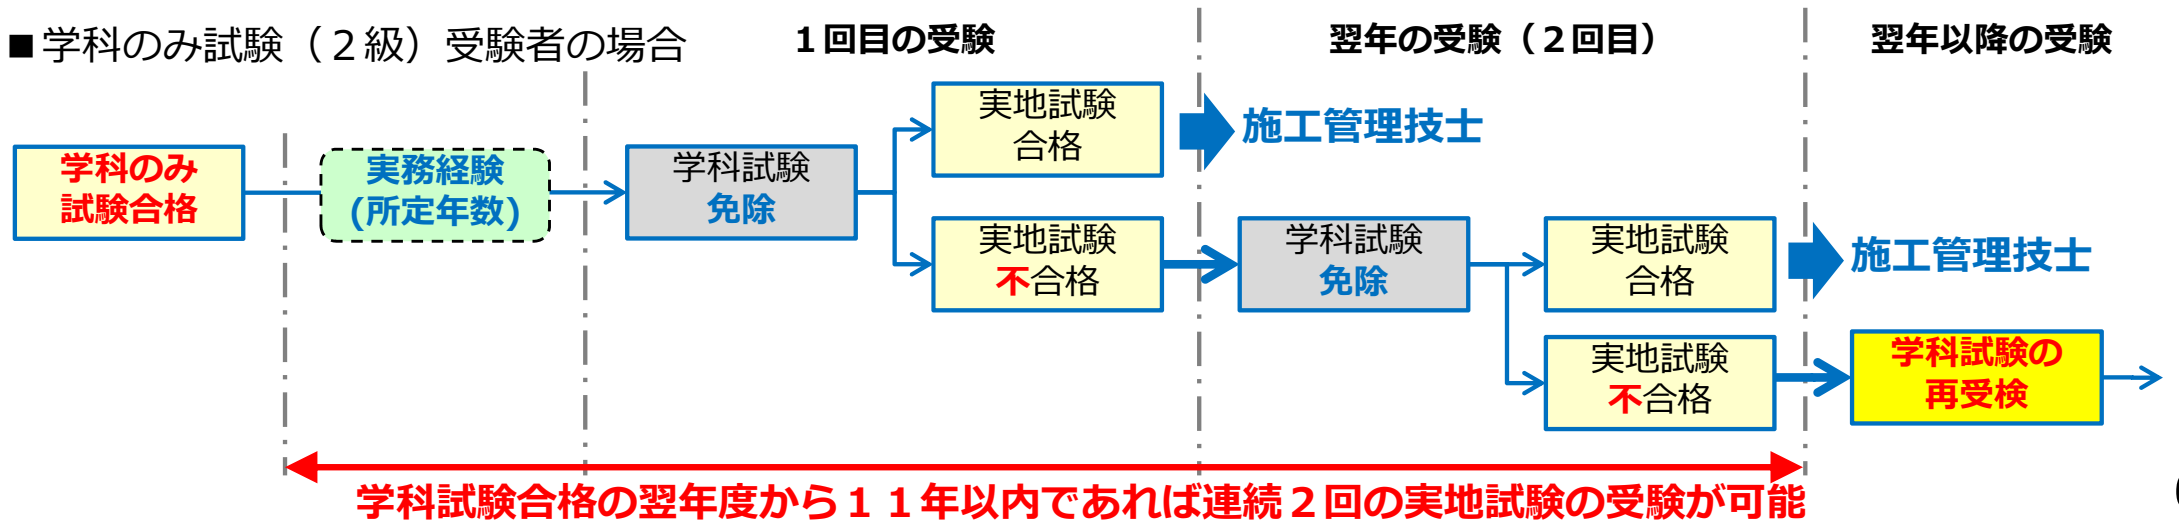 ■学科のみ試験（２級）受験者の場合
１回目の受験
翌年の受験（２回目）
翌年以降の受験
学科のみ
試験合格
実務経験
(所定年数)
学科試験
免除
実地試験
合格
施工管理技士
実地試験
不合格
学科試験
免除
実地試験
合格
施工管理技士
実地試験
不合格
学科試験の
再受検
学科試験合格の翌年度から１１年以内であれば連続２回の実地試験の受験が可能